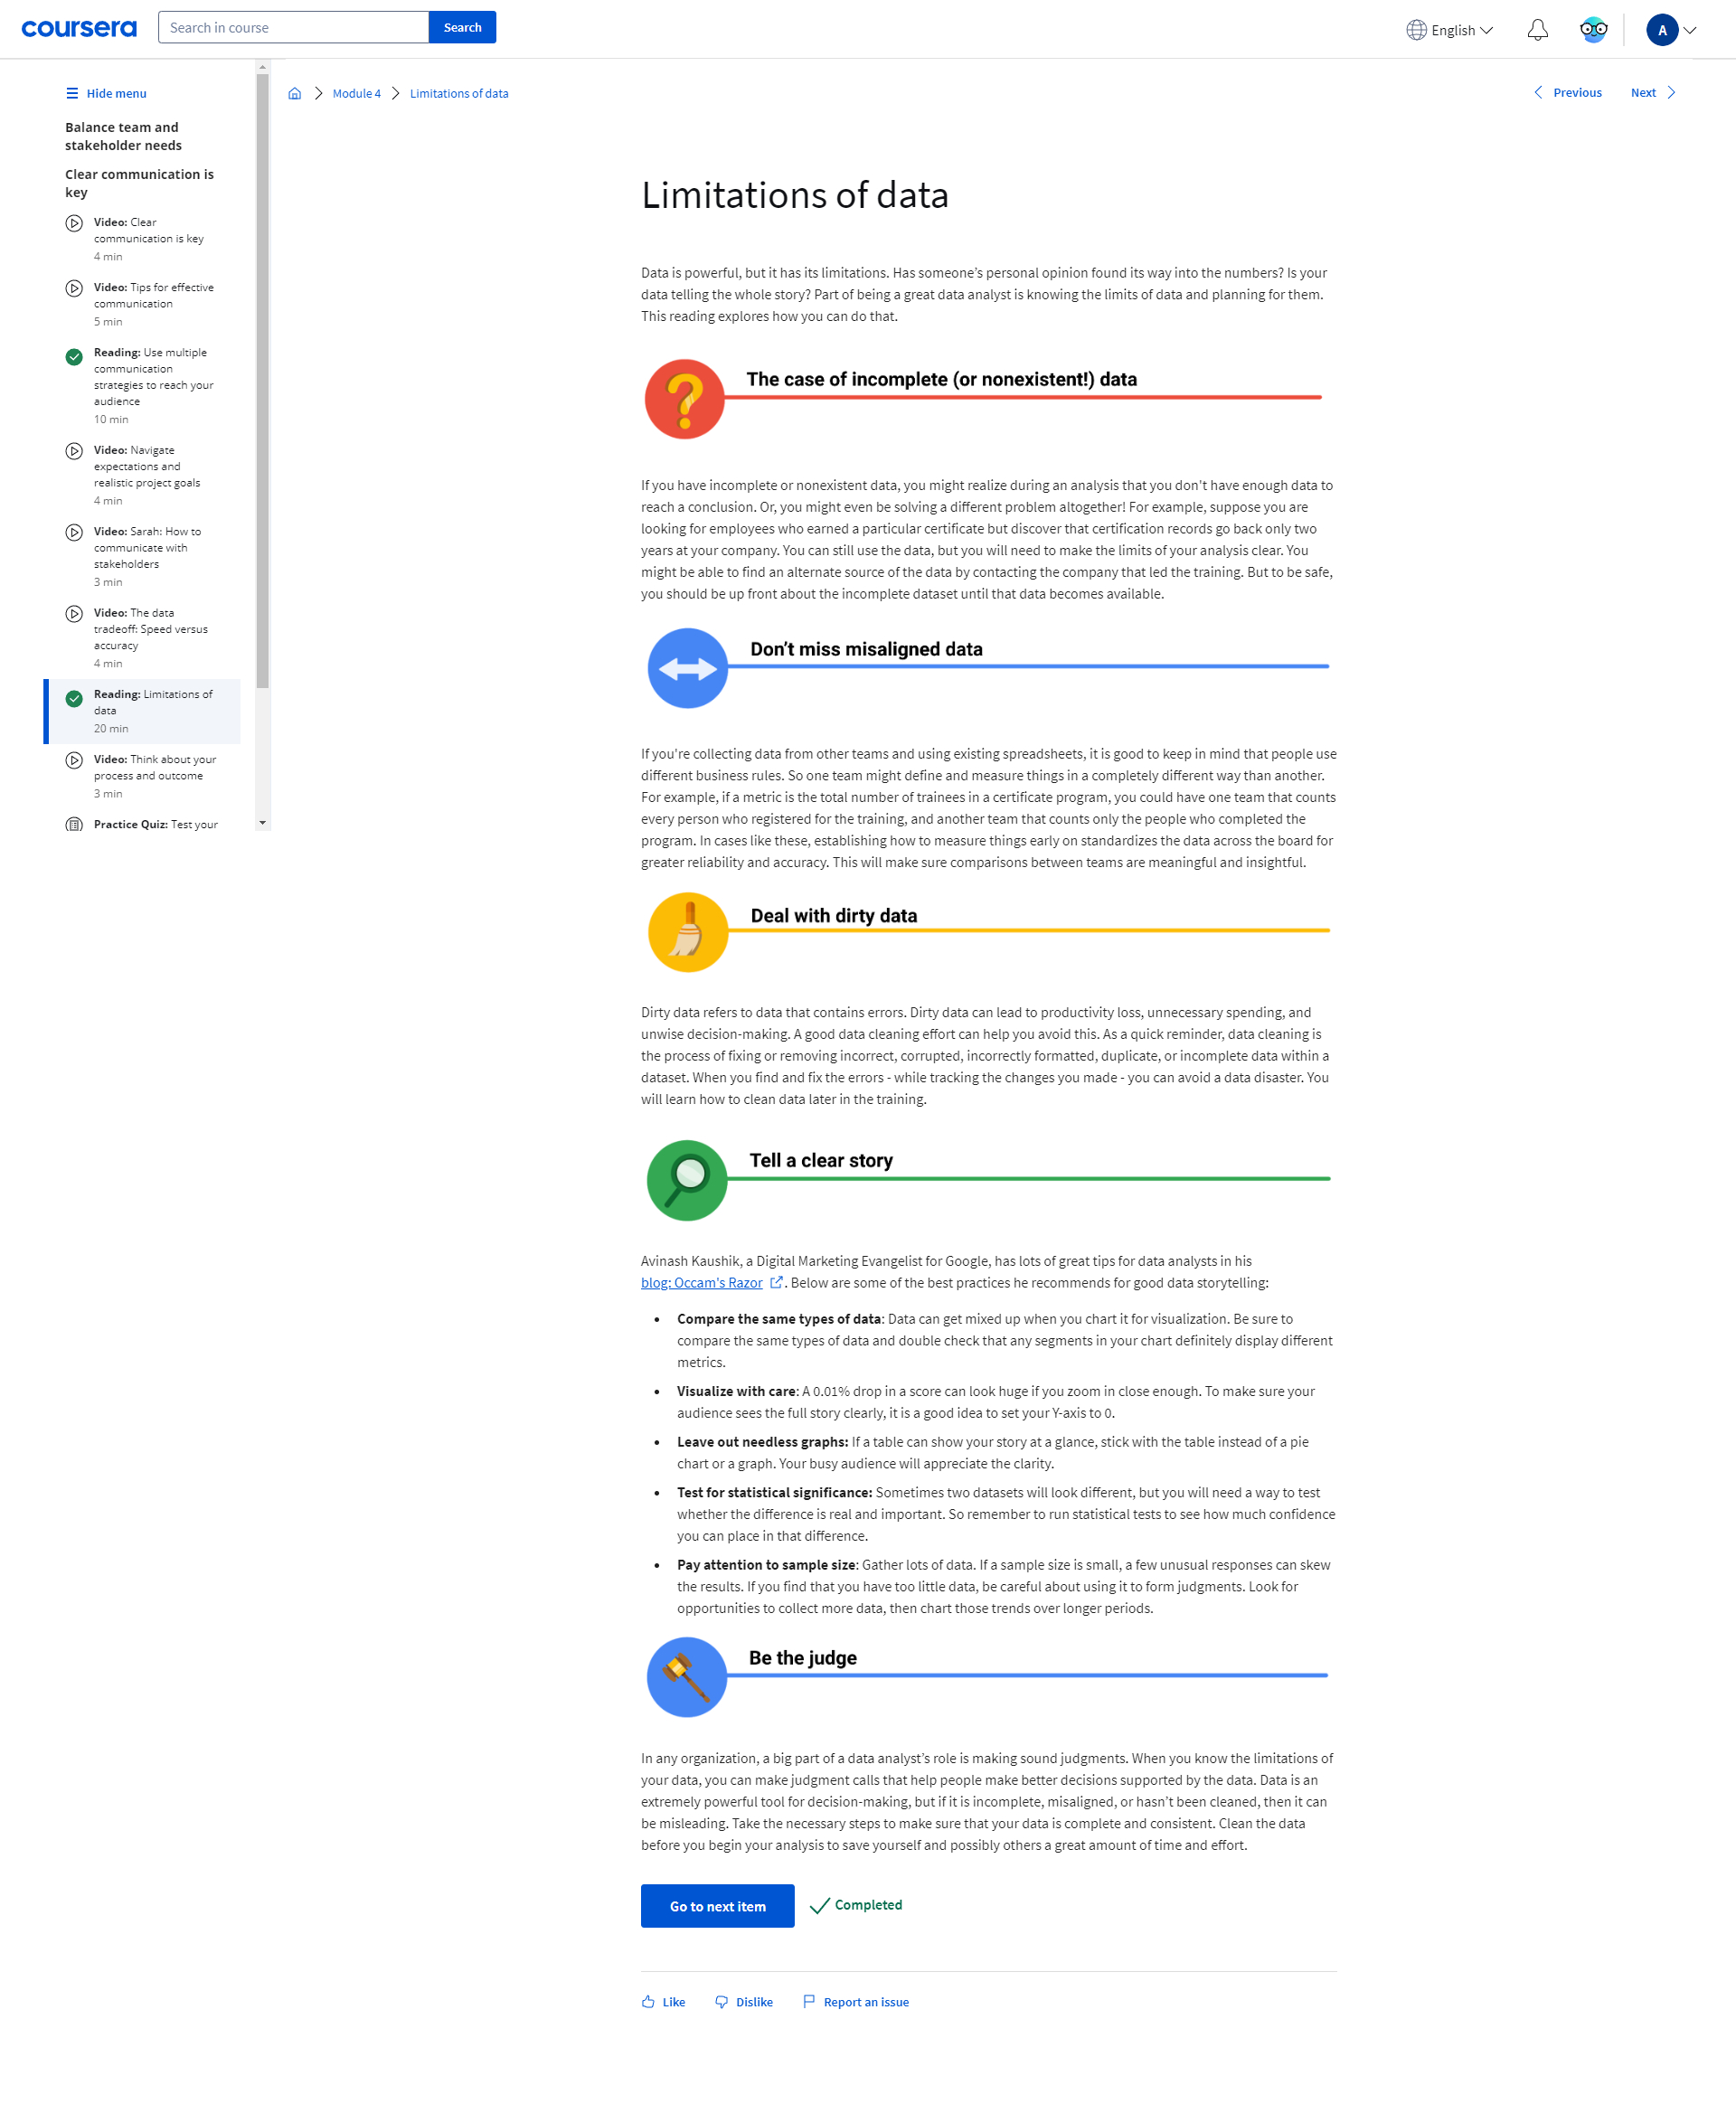 coursera
Search in course
Search
English
A
Hide menu
Balance team and
stakeholder needs
Clear communication is
key
Video: Clear
communication is key
4 min
Video: Tips for effective
communication
5 min
Reading: Use multiple
communication
strategies to reach your
audience
10 min
Video: Navigate
expectations and
realistic project goals
4 min
Video: Sarah: How to
communicate with
stakeholders
3 min
Video: The data
tradeoff: Speed versus
accuracy
4 min
Reading: Limitations of
data
20 min
Video: Think about your
process and outcome
3 min
Practice Quiz: Test your
Module 4
Limitations of data
Previous
Next
Limitations of data
Data is powerful, but it has its limitations. Has someone’s personal opinion found its way into the numbers? Is your
data telling the whole story? Part of being a great data analyst is knowing the limits of data and planning for them.
This reading explores how you can do that.
The case of incomplete (or nonexistent!) data
If you have incomplete or nonexistent data, you might realize during an analysis that you don't have enough data to
reach a conclusion. Or, you might even be solving a different problem altogether! For example, suppose you are
looking for employees who earned a particular certificate but discover that certification records go back only two
years at your company. You can still use the data, but you will need to make the limits of your analysis clear. You
might be able to find an alternate source of the data by contacting the company that led the training. But to be safe,
you should be up front about the incomplete dataset until that data becomes available.
Don’t miss misaligned data
If you're collecting data from other teams and using existing spreadsheets, it is good to keep in mind that people use
different business rules. So one team might define and measure things in a completely different way than another.
For example, if a metric is the total number of trainees in a certificate program, you could have one team that counts
every person who registered for the training, and another team that counts only the people who completed the
program. In cases like these, establishing how to measure things early on standardizes the data across the board for
greater reliability and accuracy. This will make sure comparisons between teams are meaningful and insightful.
Deal with dirty data
Dirty data refers to data that contains errors. Dirty data can lead to productivity loss, unnecessary spending, and
unwise decision-making. A good data cleaning effort can help you avoid this. As a quick reminder, data cleaning is
the process of fixing or removing incorrect, corrupted, incorrectly formatted, duplicate, or incomplete data within a
dataset. When you find and fix the errors - while tracking the changes you made - you can avoid a data disaster. You
will learn how to clean data later in the training.
Tell a clear story
Avinash Kaushik, a Digital Marketing Evangelist for Google, has lots of great tips for data analysts in his
blog: Occam's Razor. Below are some of the best practices he recommends for good data storytelling:
• Compare the same types of data: Data can get mixed up when you chart it for visualization. Be sure to
compare the same types of data and double check that any segments in your chart definitely display different
metrics.
• Visualize with care: A 0.01% drop in a score can look huge if you zoom in close enough. To make sure your
audience sees the full story clearly, it is a good idea to set your Y-axis to 0.
• Leave out needless graphs: If a table can show your story at a glance, stick with the table instead of a pie
chart or a graph. Your busy audience will appreciate the clarity.
• Test for statistical significance: Sometimes two datasets will look different, but you will need a way to test
whether the difference is real and important. So remember to run statistical tests to see how much confidence
you can place in that difference.
• Pay attention to sample size: Gather lots of data. If a sample size is small, a few unusual responses can skew
the results. If you find that you have too little data, be careful about using it to form judgments. Look for
opportunities to collect more data, then chart those trends over longer periods.
Be the judge
In any organization, a big part of a data analyst’s role is making sound judgments. When you know the limitations of
your data, you can make judgment calls that help people make better decisions supported by the data. Data is an
extremely powerful tool for decision-making, but if it is incomplete, misaligned, or hasn’t been cleaned, then it can
be misleading. Take the necessary steps to make sure that your data is complete and consistent. Clean the data
before you begin your analysis to save yourself and possibly others a great amount of time and effort.
Go to next item
Completed
Like
Dislike
Report an issue